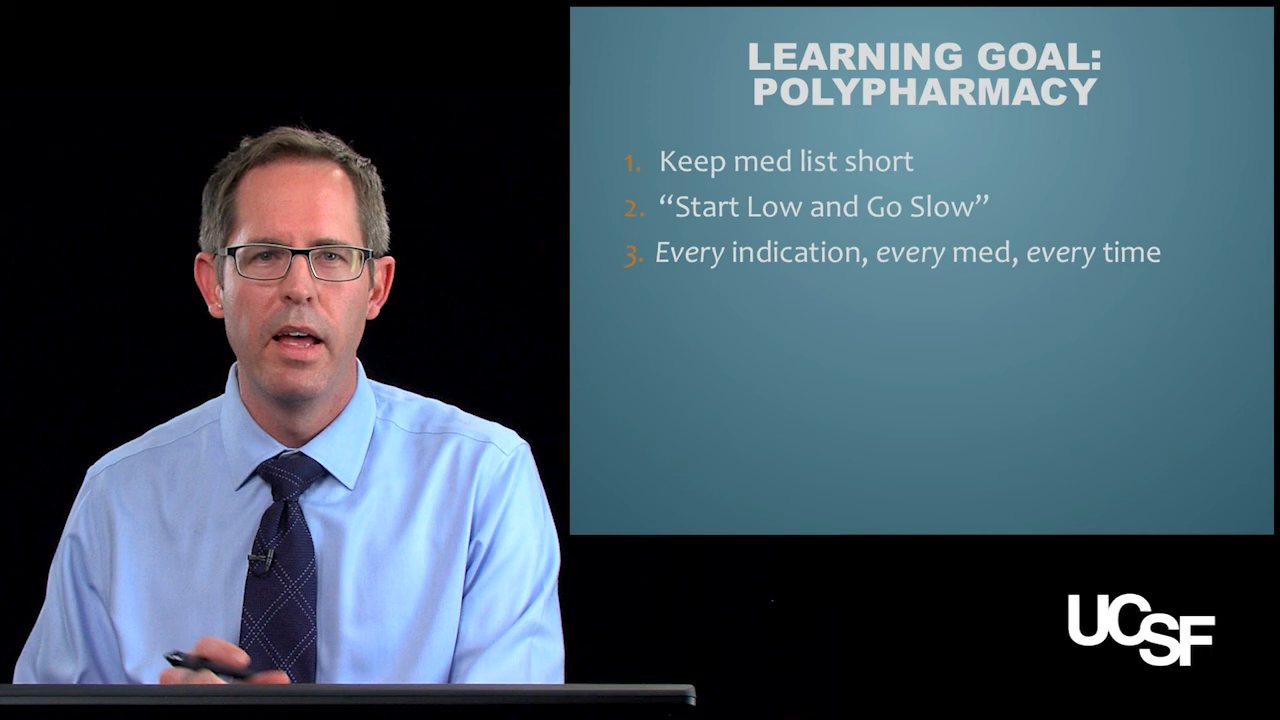 LEARNING GOAL:
POLYPHARMACY
1. Keep med list short
2. “Start Low and Go Slow”
3. Every indication, every med, every time
UCSF